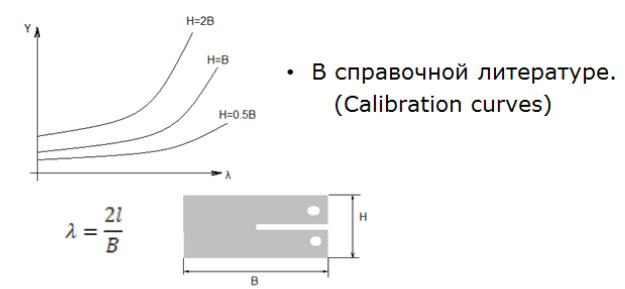 Y
H=2B
H=B
H=0.5B
λ
• В справочной литературе.
(Calibration curves)
λ = 2l/B
H
B